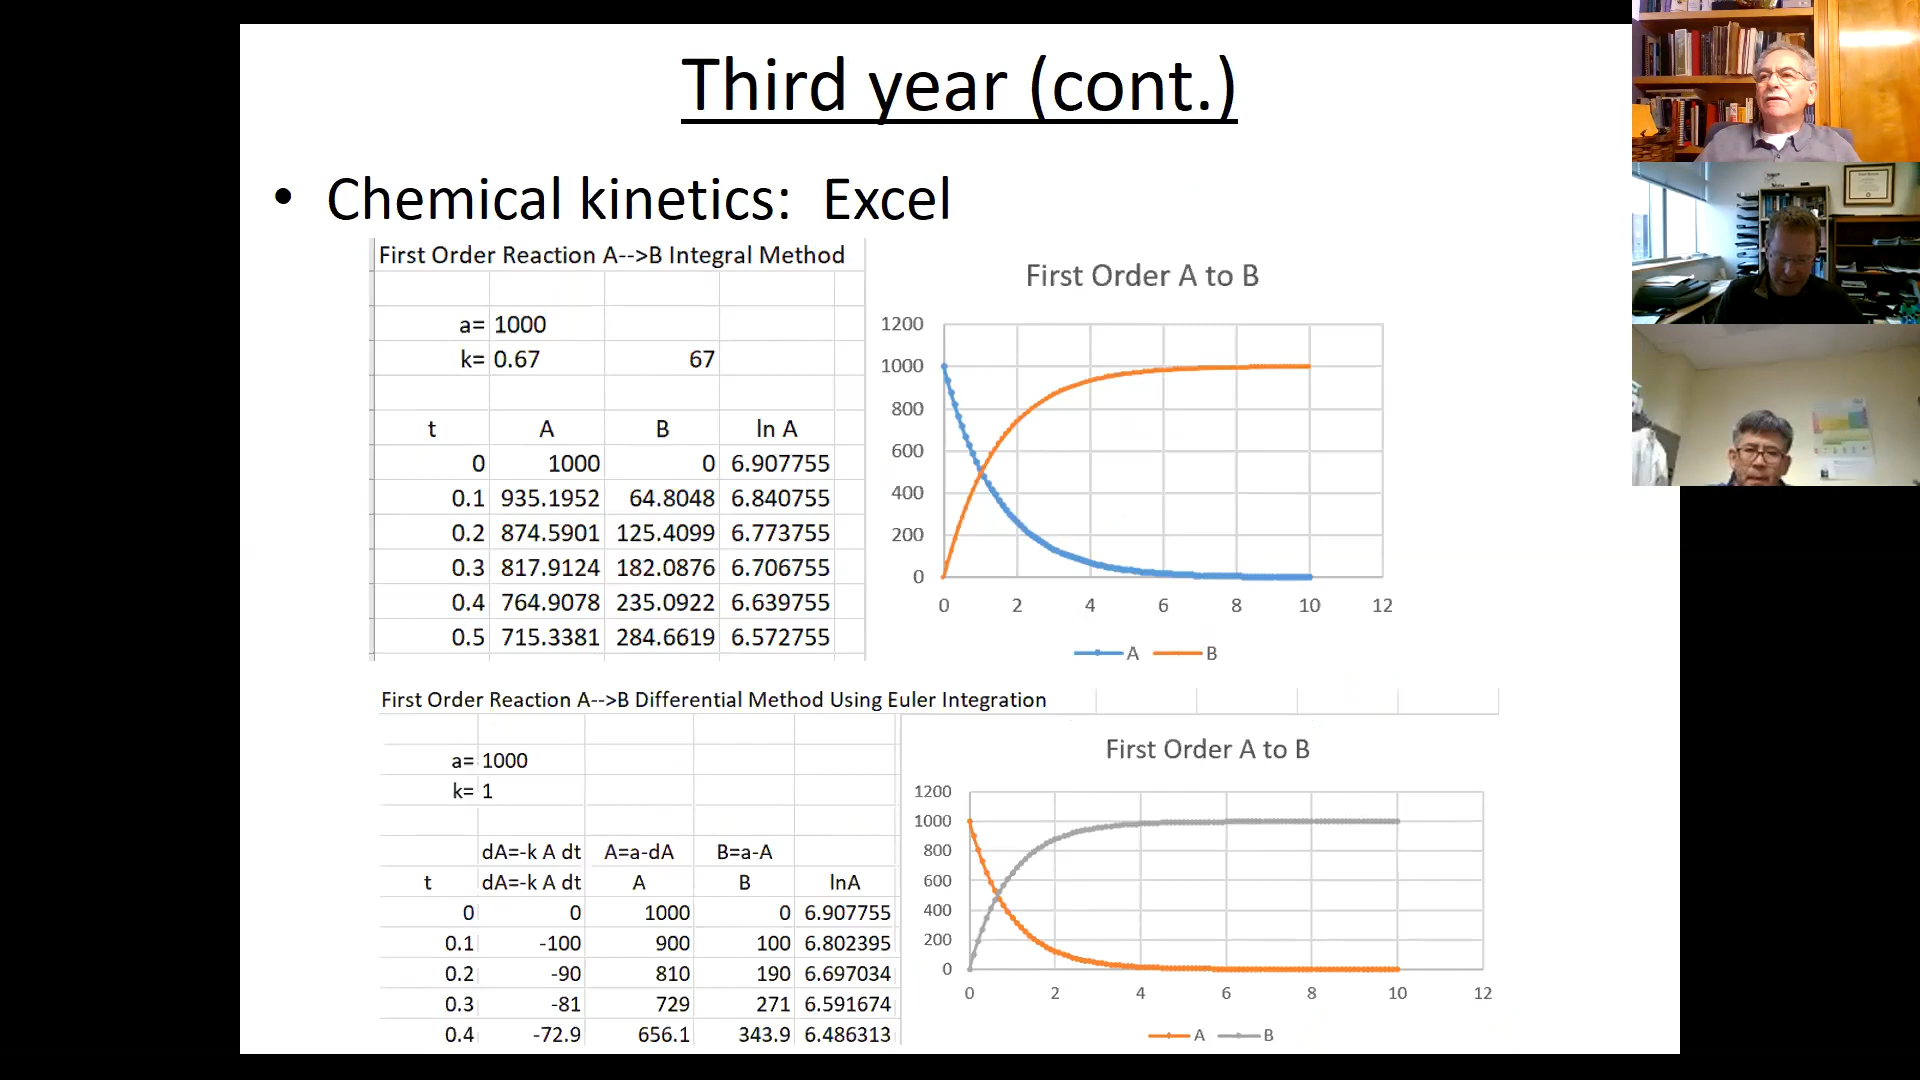 Third year (cont.)
• Chemical kinetics: Excel
First Order Reaction A-->B Integral Method
a= 1000
k= 0.67 67
t A B ln A
0 1000 0 6.907755
0.1 935.1952 64.8048 6.840755
0.2 874.5901 125.4099 6.773755
0.3 817.9124 182.0876 6.706755
0.4 764.9078 235.0922 6.639755
0.5 715.3381 284.6619 6.572755
First Order A to B
1200
1000
800
600
400
200
0
0 2 4 6 8 10 12
A B
First Order Reaction A-->B Differential Method Using Euler Integration
a= 1000
k= 1
dA=-k A dt A=a-dA B=a-A
t dA=-k A dt A B lnA
0 0 1000 0 6.907755
0.1 -100 900 100 6.802395
0.2 -90 810 190 6.697034
0.3 -81 729 271 6.591674
0.4 -72.9 656.1 343.9 6.486313
First Order A to B
1200
1000
800
600
400
200
0
0 2 4 6 8 10 12
A B